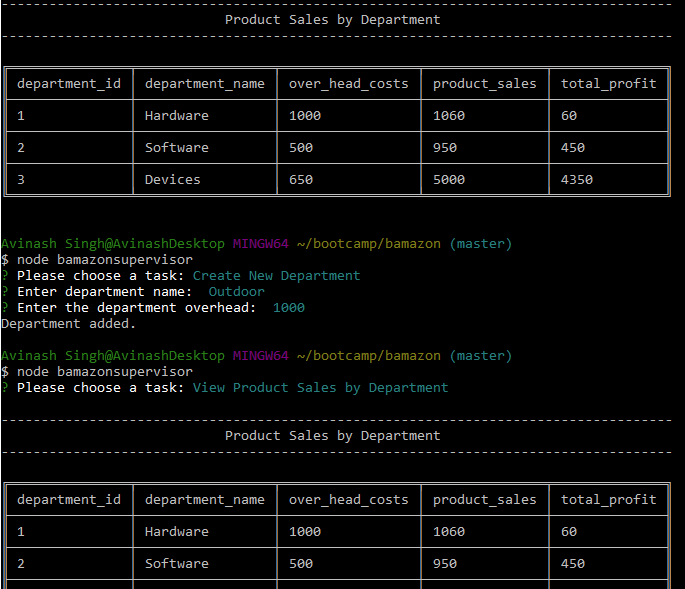 --------------------------------------------------------------------------------
Product Sales by Department
--------------------------------------------------------------------------------
department_id department_name over_head_costs product_sales total_profit
1 Hardware 1000 1060 60
2 Software 500 950 450
3 Devices 650 5000 4350
Avinash Singh@AvinashDesktop MINGW64 ~/bootcamp/bamazon (master)
$ node bamazonsupervisor
? Please choose a task: Create New Department
? Enter department name:  Outdoor
? Enter the department overhead:  1000
Department added.
Avinash Singh@AvinashDesktop MINGW64 ~/bootcamp/bamazon (master)
$ node bamazonsupervisor
? Please choose a task: View Product Sales by Department
--------------------------------------------------------------------------------
Product Sales by Department
--------------------------------------------------------------------------------
department_id department_name over_head_costs product_sales total_profit
1 Hardware 1000 1060 60
2 Software 500 950 450